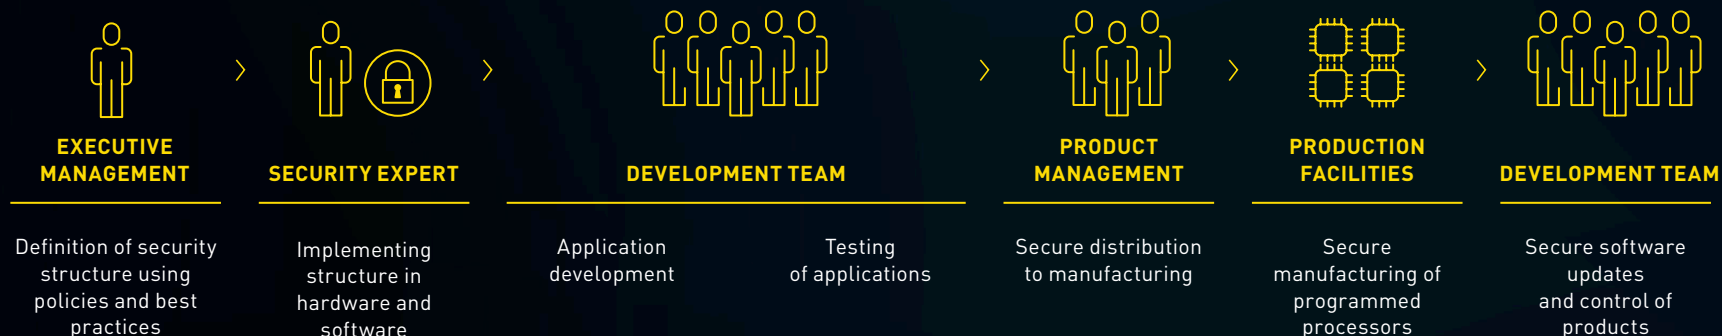 EXECUTIVE
MANAGEMENT
Definition of security
structure using
policies and best
practices
SECURITY EXPERT
Implementing
structure in
hardware and
software
DEVELOPMENT TEAM
Application
development
Testing
of applications
PRODUCT
MANAGEMENT
Secure distribution
to manufacturing
PRODUCTION
FACILITIES
Secure
manufacturing of
programmed
processors
DEVELOPMENT TEAM
Secure software
updates
and control of
products